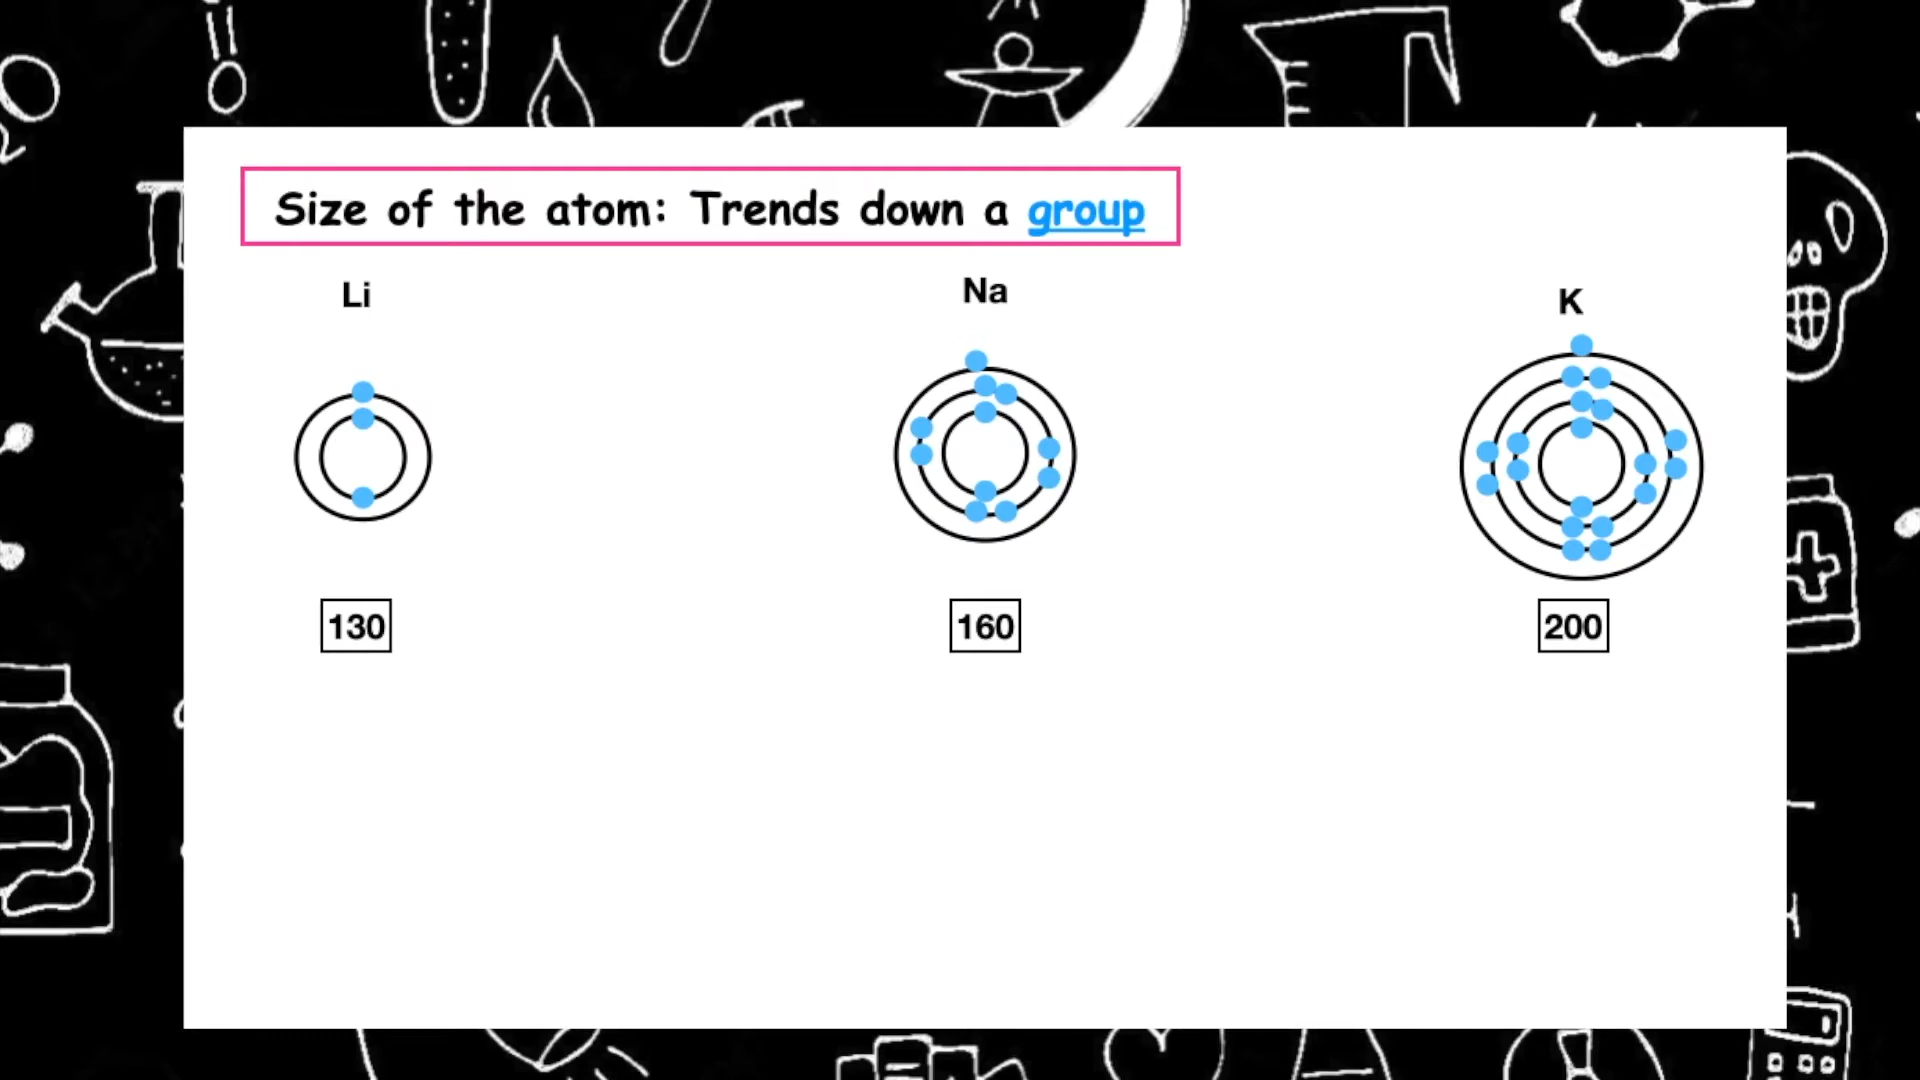 Size of the atom: Trends down a group
Li
Na
K
130
160
200